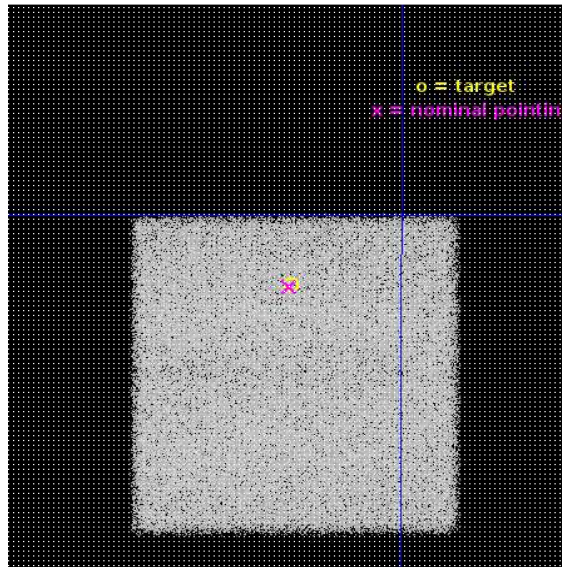 o = target
x = nominal pointin